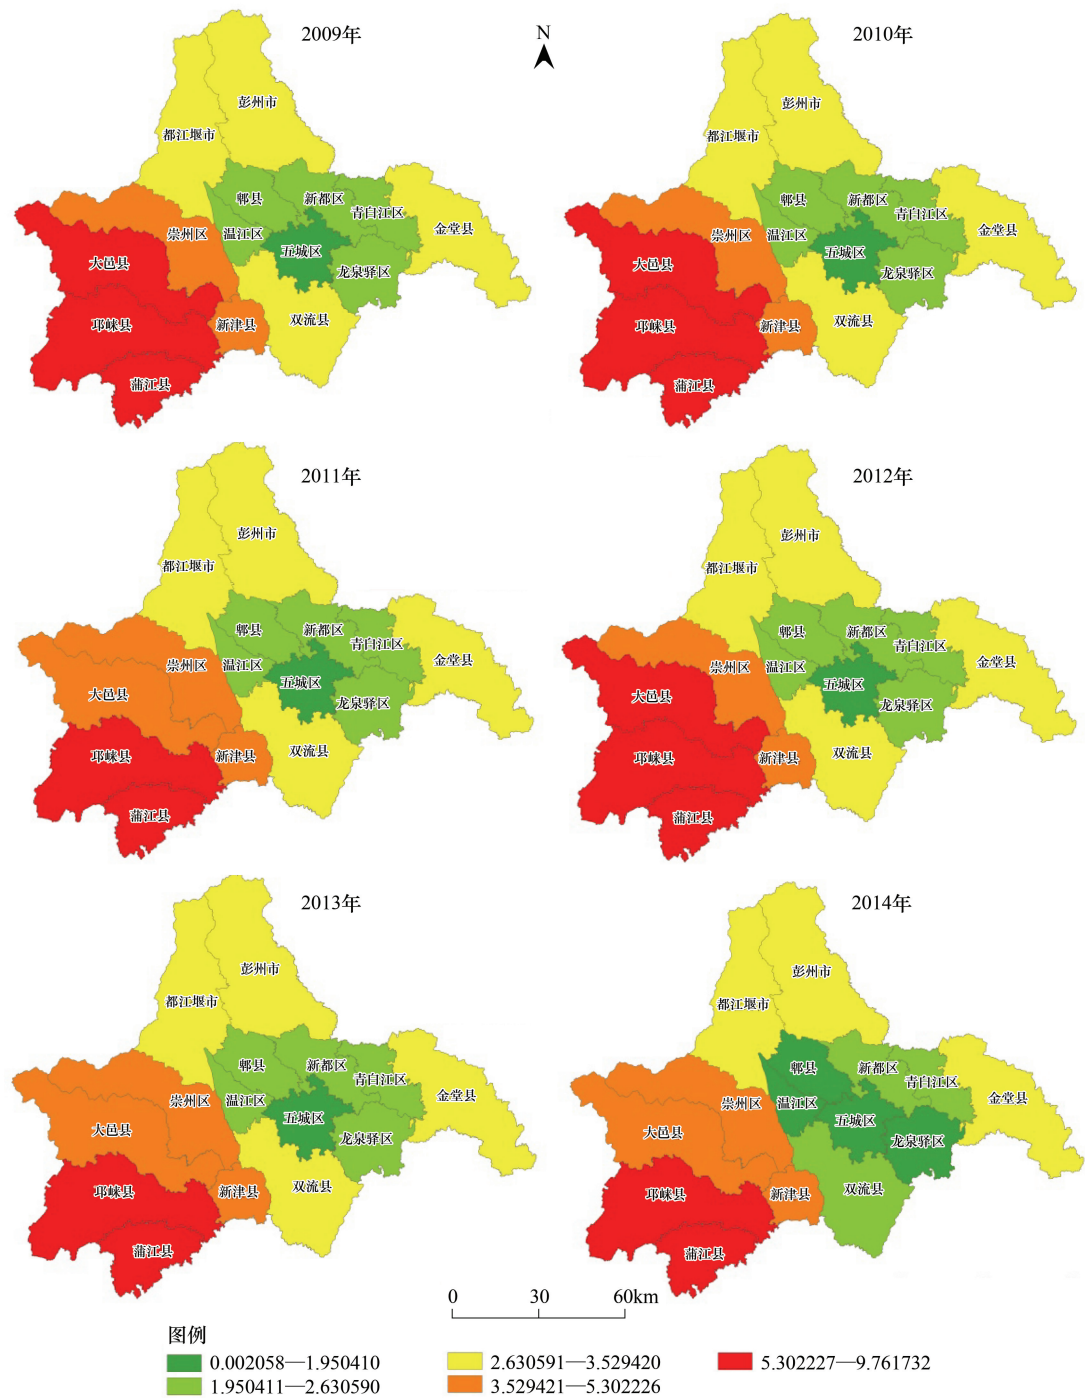 2009年
N
2010年
彭州市
都江堰市
郫县
新都区
青白江区
金堂县
崇州区
温江区
五城区
大邑县
龙泉驿区
邛崃县
新津县
双流县
蒲江县
彭州市
都江堰市
郫县
新都区
青白江区
金堂县
崇州区
温江区
五城区
大邑县
龙泉驿区
邛崃县
新津县
双流县
蒲江县
2011年
2012年
彭州市
都江堰市
郫县
新都区
青白江区
金堂县
崇州区
温江区
五城区
大邑县
龙泉驿区
邛崃县
新津县
双流县
蒲江县
彭州市
都江堰市
郫县
新都区
青白江区
金堂县
崇州区
温江区
五城区
大邑县
龙泉驿区
邛崃县
新津县
双流县
蒲江县
2013年
2014年
彭州市
都江堰市
郫县
新都区
青白江区
金堂县
崇州区
温江区
五城区
大邑县
龙泉驿区
邛崃县
新津县
双流县
蒲江县
彭州市
都江堰市
郫县
新都区
青白江区
金堂县
崇州区
温江区
五城区
大邑县
龙泉驿区
邛崃县
新津县
双流县
蒲江县
0 30 60km
图例
0.002058—1.950410
1.950411—2.630590
2.630591—3.529420
3.529421—5.302226
5.302227—9.761732